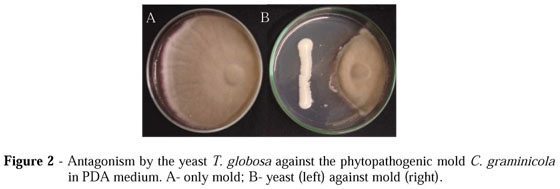 A
B
Figure 2 - Antagonism by the yeast T. globosa against the phytopathogenic mold C. graminicola
in PDA medium. A- only mold; B- yeast (left) against mold (right).